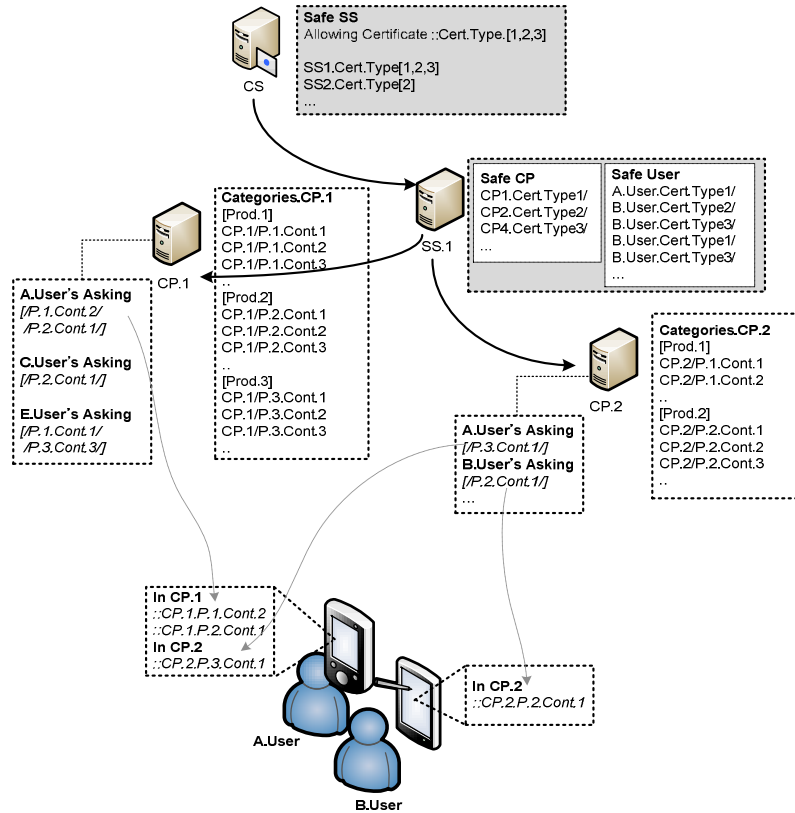 Safe SS
Allowing Certificate ::Cert.Type.[1,2,3]
SS1.Cert.Type[1,2,3]
SS2.Cert.Type[2]
...
CS
SS.1
Safe CP
CP1.Cert.Type1/
CP2.Cert.Type2/
CP4.Cert.Type3/
...
Safe User
A.User.Cert.Type1/
B.User.Cert.Type2/
B.User.Cert.Type3/
B.User.Cert.Type1/
B.User.Cert.Type3/
...
CP.1
Categories.CP.1
[Prod.1]
CP.1/P.1.Cont.1
CP.1/P.1.Cont.2
CP.1/P.1.Cont.3
..
[Prod.2]
CP.1/P.2.Cont.1
CP.1/P.2.Cont.2
CP.1/P.2.Cont.3
..
[Prod.3]
CP.1/P.3.Cont.1
CP.1/P.3.Cont.2
CP.1/P.3.Cont.3
..
A.User's Asking
[/P.1.Cont.2/
/P.2.Cont.1/]
C.User's Asking
[/P.2.Cont.1/]
E.User's Asking
[/P.1.Cont.1/
/P.3.Cont.3/]
CP.2
Categories.CP.2
[Prod.1]
CP.2/P.1.Cont.1
CP.2/P.1.Cont.2
..
[Prod.2]
CP.2/P.2.Cont.1
CP.2/P.2.Cont.2
CP.2/P.2.Cont.3
..
A.User's Asking
[/P.3.Cont.1/]
B.User's Asking
[/P.2.Cont.1/]
...
In CP.1
::CP.1.P.1.Cont.2
::CP.1.P.2.Cont.1
In CP.2
::CP.2.P.3.Cont.1
In CP.2
::CP.2.P.2.Cont.1
A.User
B.User